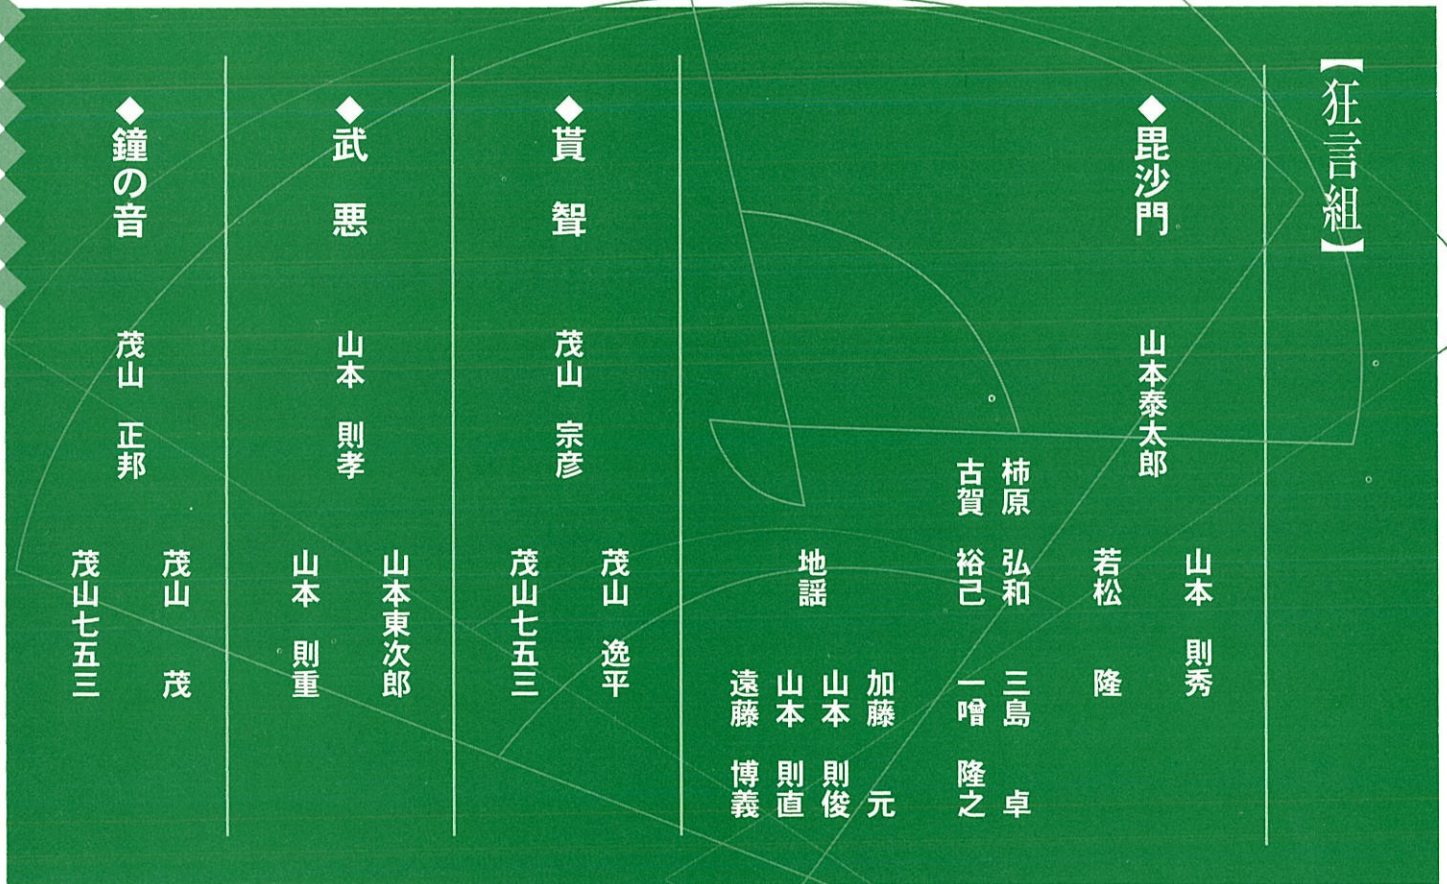 【狂言組】
◆毘沙門 山本泰太郎
山本 則秀
若松 隆
柿原 弘和 三島 卓
古賀 裕己 一噌 隆之
地謡
加藤 元
山本 則俊
山本 則直
遠藤 博義
◆貰聟 茂山 宗彦
茂山 逸平
茂山七五三
◆武悪 山本 則孝
山本東次郎
山本 則重
◆鐘の音 茂山 正邦
茂山 茂
茂山七五三